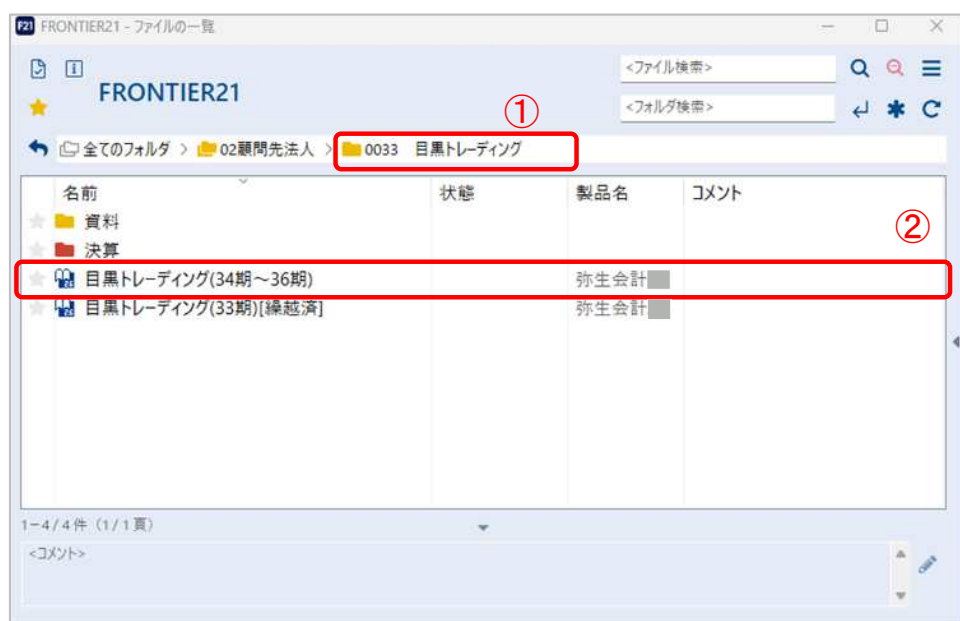 F21 FRONTIER21 - ファイルの一覧
<ファイル検索>
FRONTIER21
<フォルダ検索>
①
全てのフォルダ > 02顧問先法人 > 0033 目黒トレーディング
名前 状態 製品名 コメント
資料
②
決算
目黒トレーディング(34期～36期) 弥生会計
目黒トレーディング(33期)[繰越済] 弥生会計
1-4/4件 (1/1頁)
<コメント>